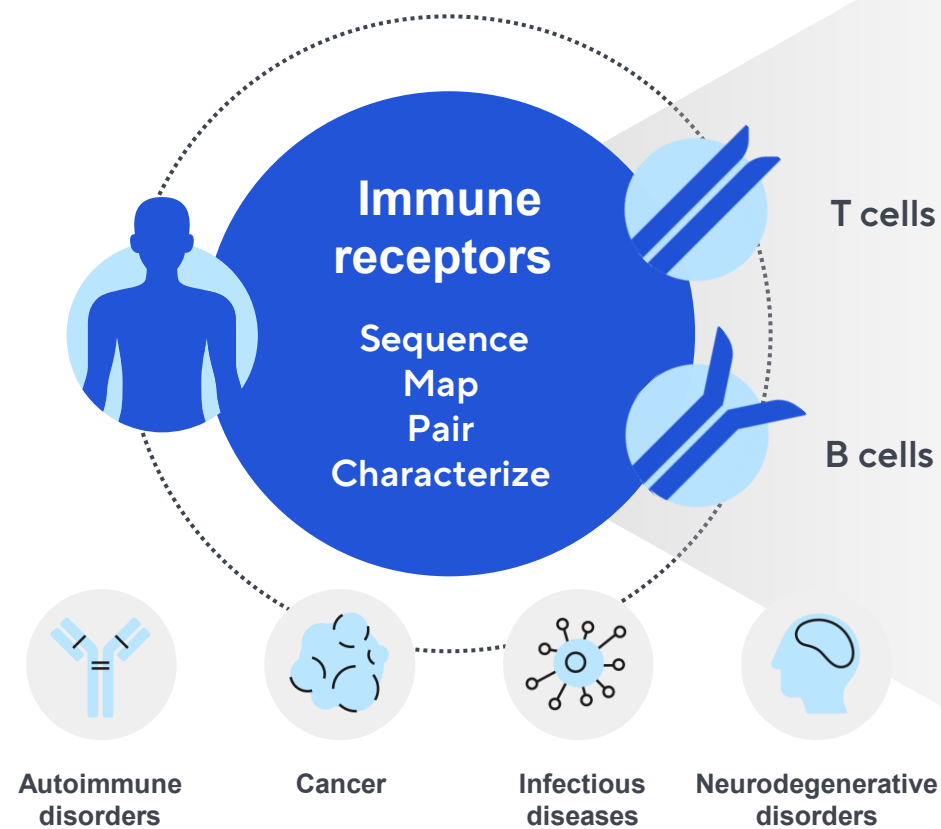 Immune
receptors
Sequence
Map
Pair
Characterize
T cells
B cells
Autoimmune
disorders
Cancer
Infectious
diseases
Neurodegenerative
disorders